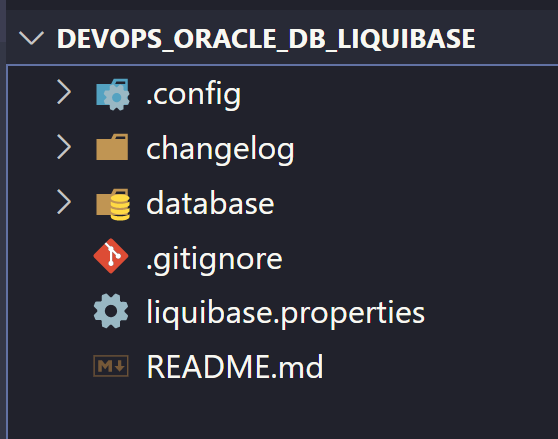 DEVOPS_ORACLE_DB_LIQUIBASE
.config
changelog
database
.gitignore
liquibase.properties
README.md